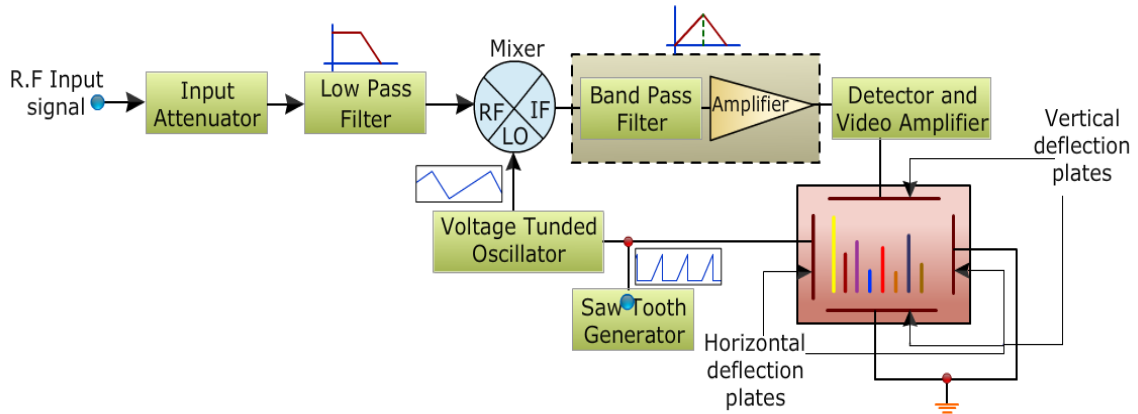 R.F Input
signal
Input
Attenuator
Low Pass
Filter
Mixer
RF
IF
LO
Band Pass
Filter
Amplifier
Detector and
Video Amplifier
Vertical
deflection
plates
Voltage Tunded
Oscillator
Saw Tooth
Generator
Horizontal
deflection
plates